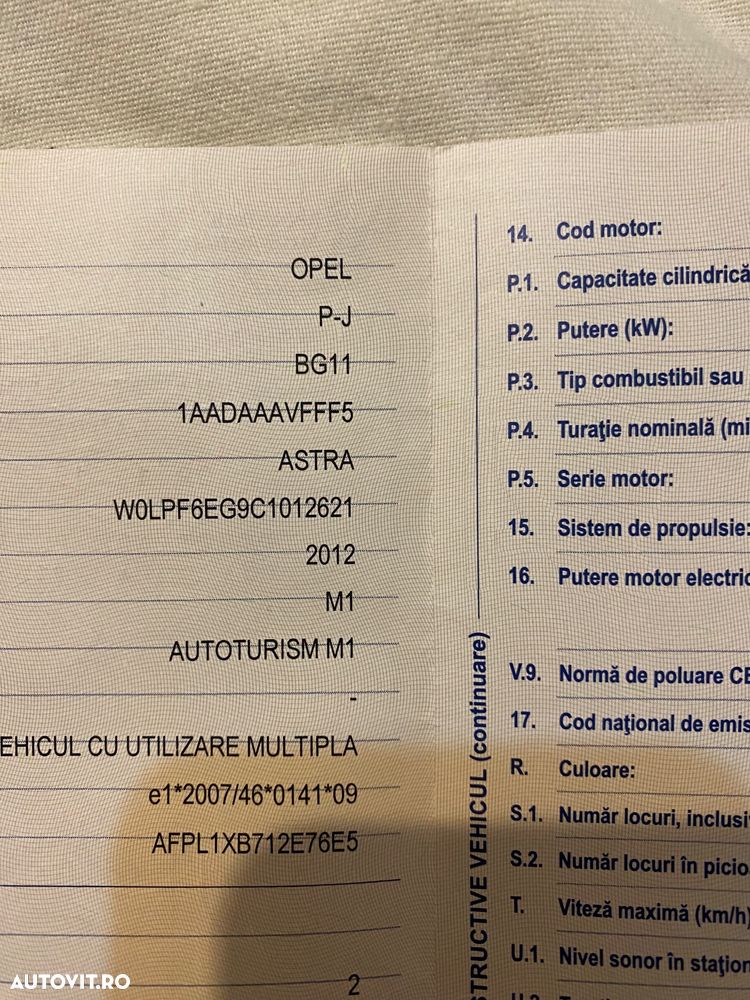 OPEL
P-J
BG11
1AADAAAVFFF5
ASTRA
W0LPF6EG9C1012621
2012
M1
AUTOTURISM M1
-
EHICUL CU UTILIZARE MULTIPLA
e1*2007/46*0141*09
AFPL1XB712E76E5
2
14. Cod motor:
P.1. Capacitate cilindrică
P.2. Putere (kW):
P.3. Tip combustibil sau
P.4. Turaţie nominală (mi
P.5. Serie motor:
15. Sistem de propulsie:
16. Putere motor electric
V.9. Normă de poluare CE
17. Cod naţional de emis
R. Culoare:
S.1. Număr locuri, inclusi
S.2. Număr locuri în picio
T. Viteză maximă (km/h)
U.1. Nivel sonor în staţion
STRUCTIVE VEHICUL (continuare)
AUTOVIT.RO